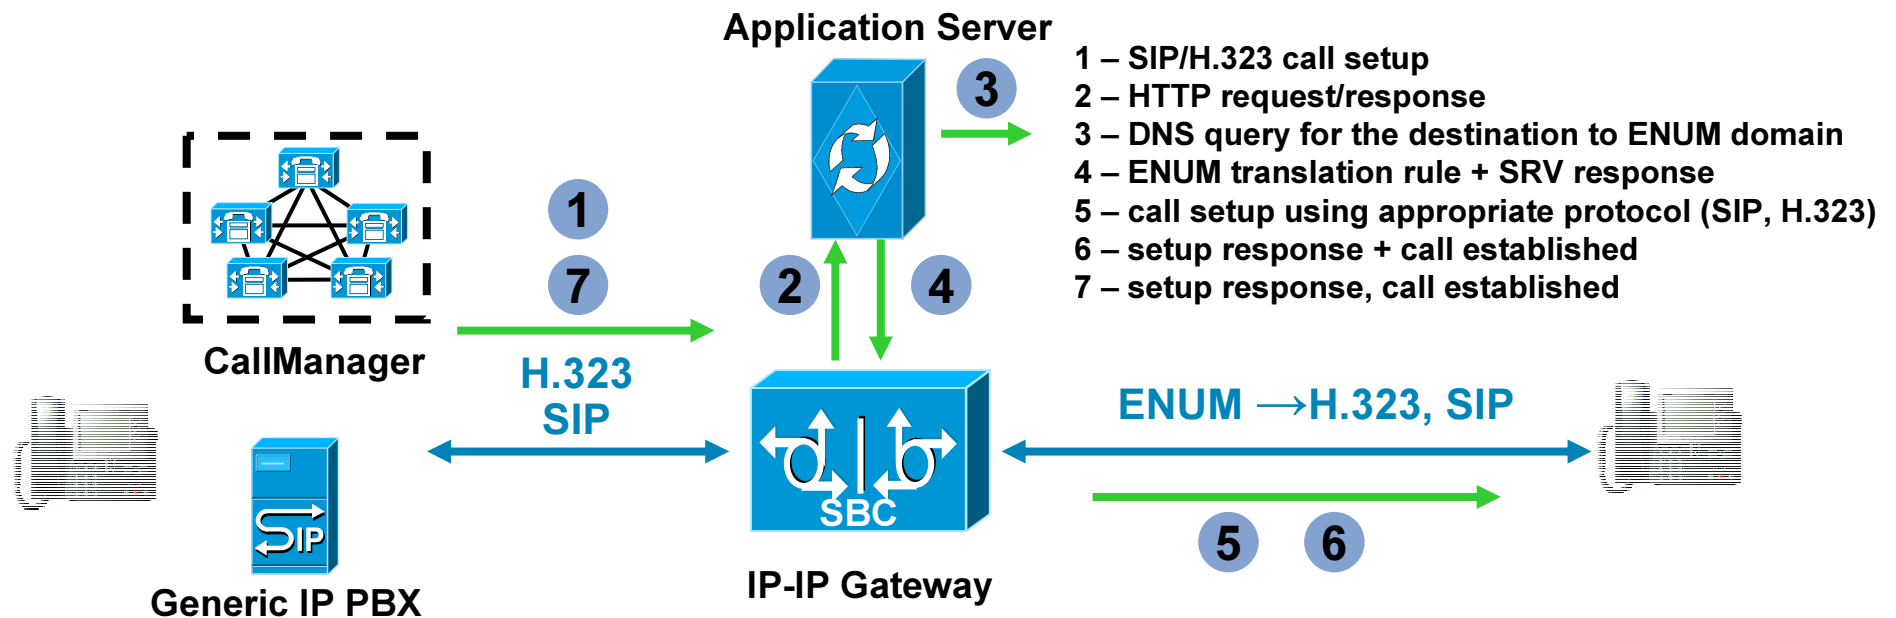 Application Server
3
1 – SIP/H.323 call setup
2 – HTTP request/response
3 – DNS query for the destination to ENUM domain
4 – ENUM translation rule + SRV response
5 – call setup using appropriate protocol (SIP, H.323)
6 – setup response + call established
7 – setup response, call established
1
7
2
4
CallManager
H.323
SIP
ENUM →H.323, SIP
SIP
SBC
5 6
IP-IP Gateway
Generic IP PBX